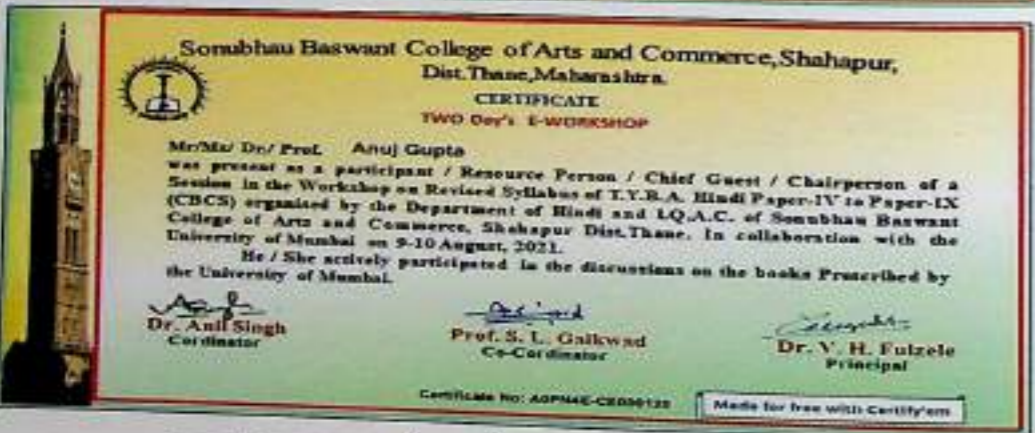 Sonubhau Baswant College of Arts and Commerce,Shahapur,
Dist.Thane,Maharashtra.
CERTIFICATE
TWO Day's E-WORKSHOP
Mr/Ms/ Dr/ Prof. Anuj Gupta
was present as a participant / Resource Person / Chief Guest / Chairperson of a
Session in the Workshop on Revised Syllabus of T.Y.B.A. Hindi Paper-IV to Paper-IX
(CBCS) organised by the Department of Hindi and I.Q.A.C. of Sonubhau Baswant
College of Arts and Commerce, Shahapur Dist.Thane. In collaboration with the
University of Mumbai on 9-10 August, 2021.
He / She actively participated in the discussions on the books Prescribed by
the University of Mumbai.
Dr. Anil Singh
Cordinator
Prof. S. L. Gaikwad
Co-Cordinator
Dr. V. H. Fulzele
Principal
Certificate No:
Made for free with Certify'em